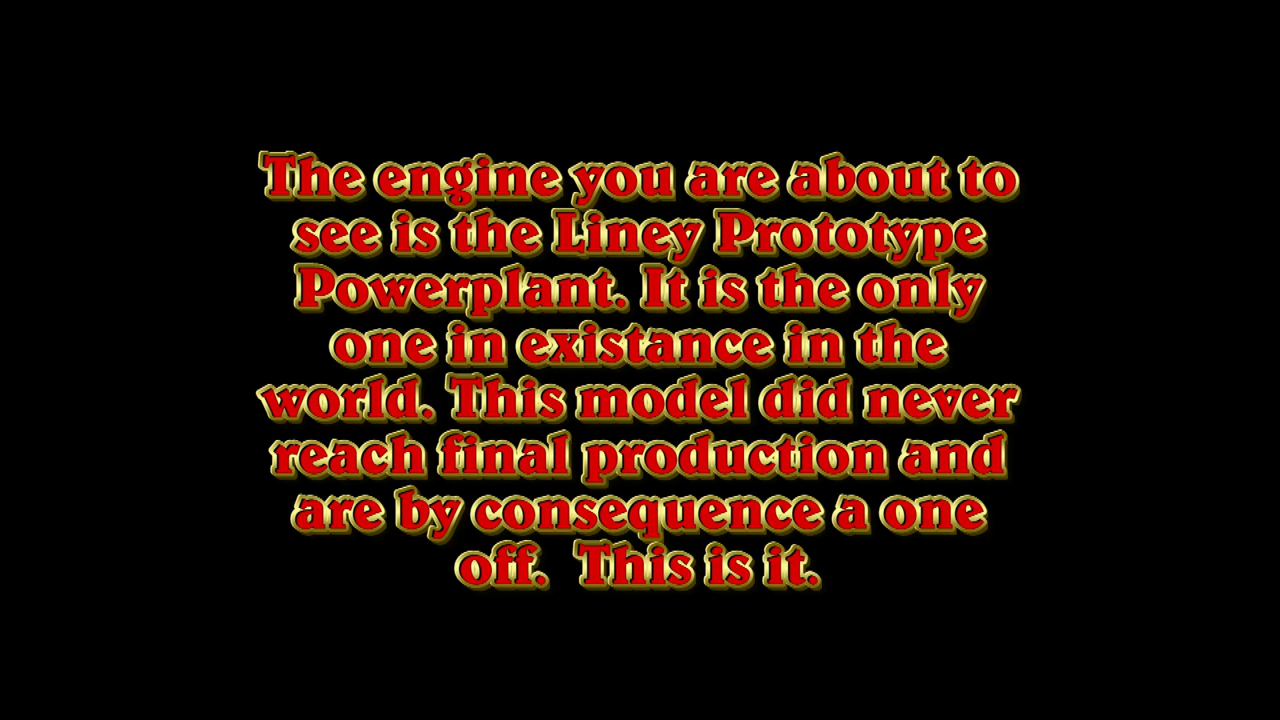 The engine you are about to
see is the Liney Prototype
Powerplant. It is the only
one in existance in the
world. This model did never
reach final production and
are by consequence a one
off.  This is it.